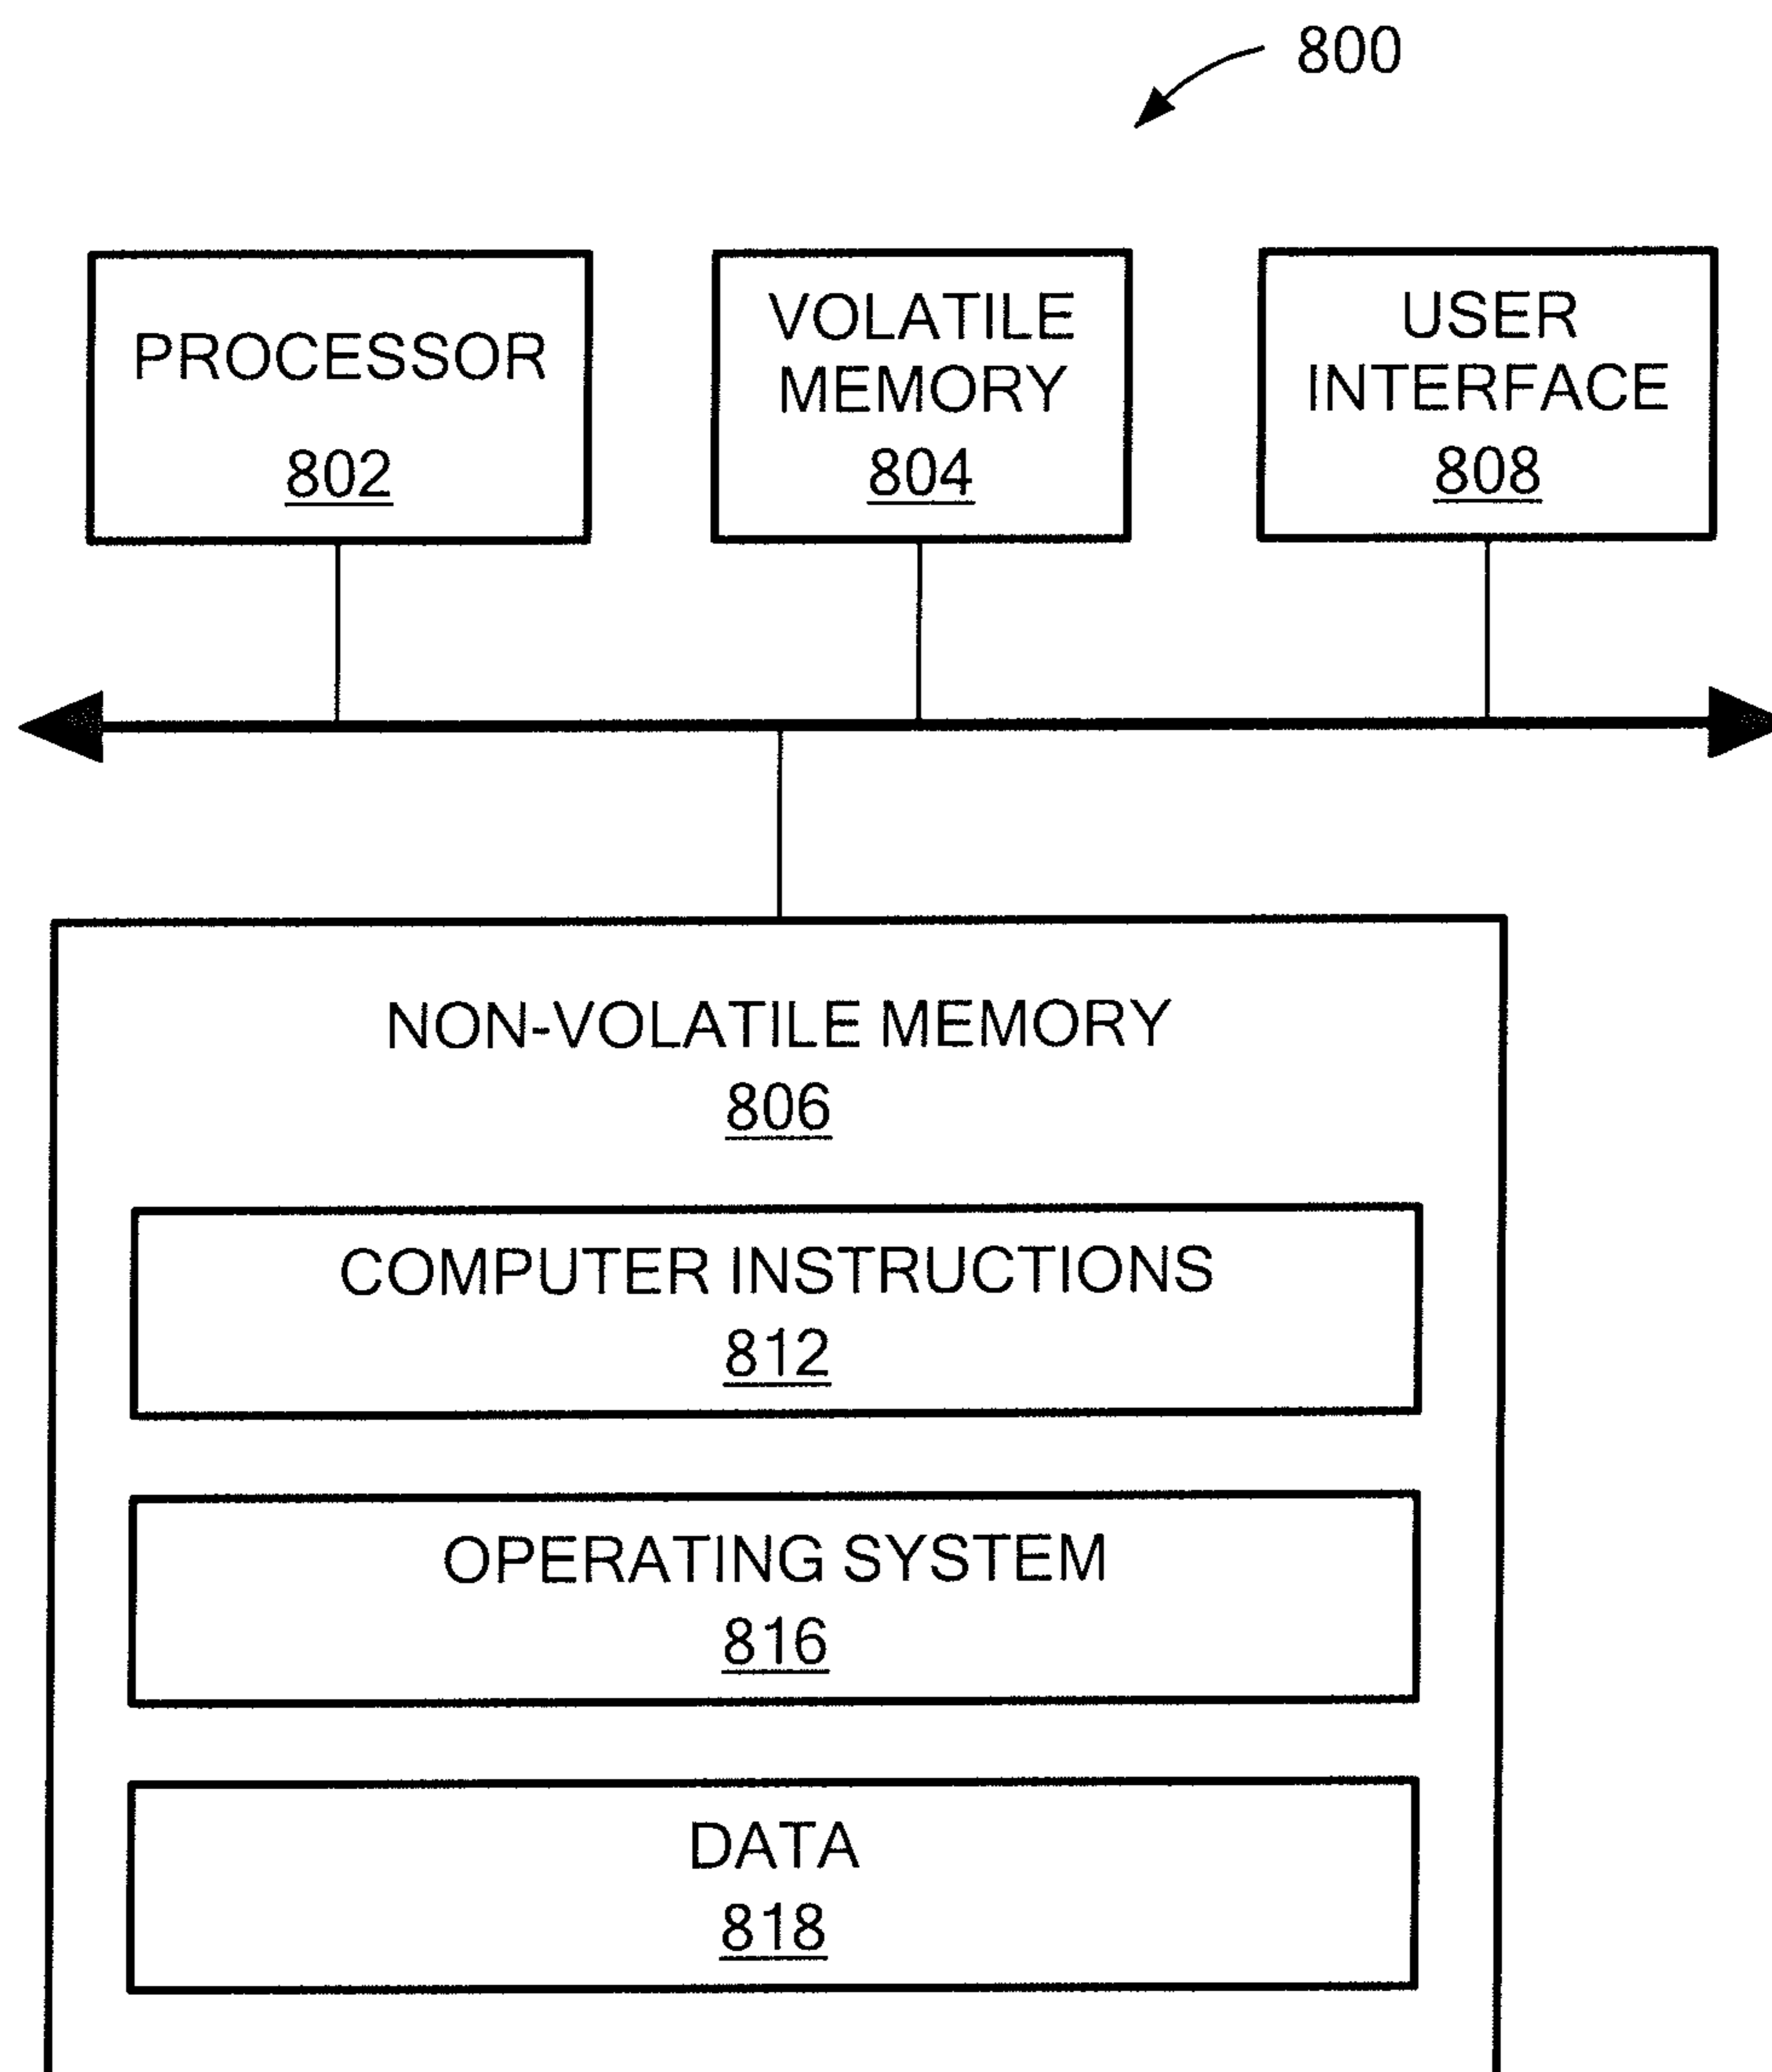 800
PROCESSOR
802
VOLATILE
MEMORY
804
USER
INTERFACE
808
NON-VOLATILE MEMORY
806
COMPUTER INSTRUCTIONS
812
OPERATING SYSTEM
816
DATA
818